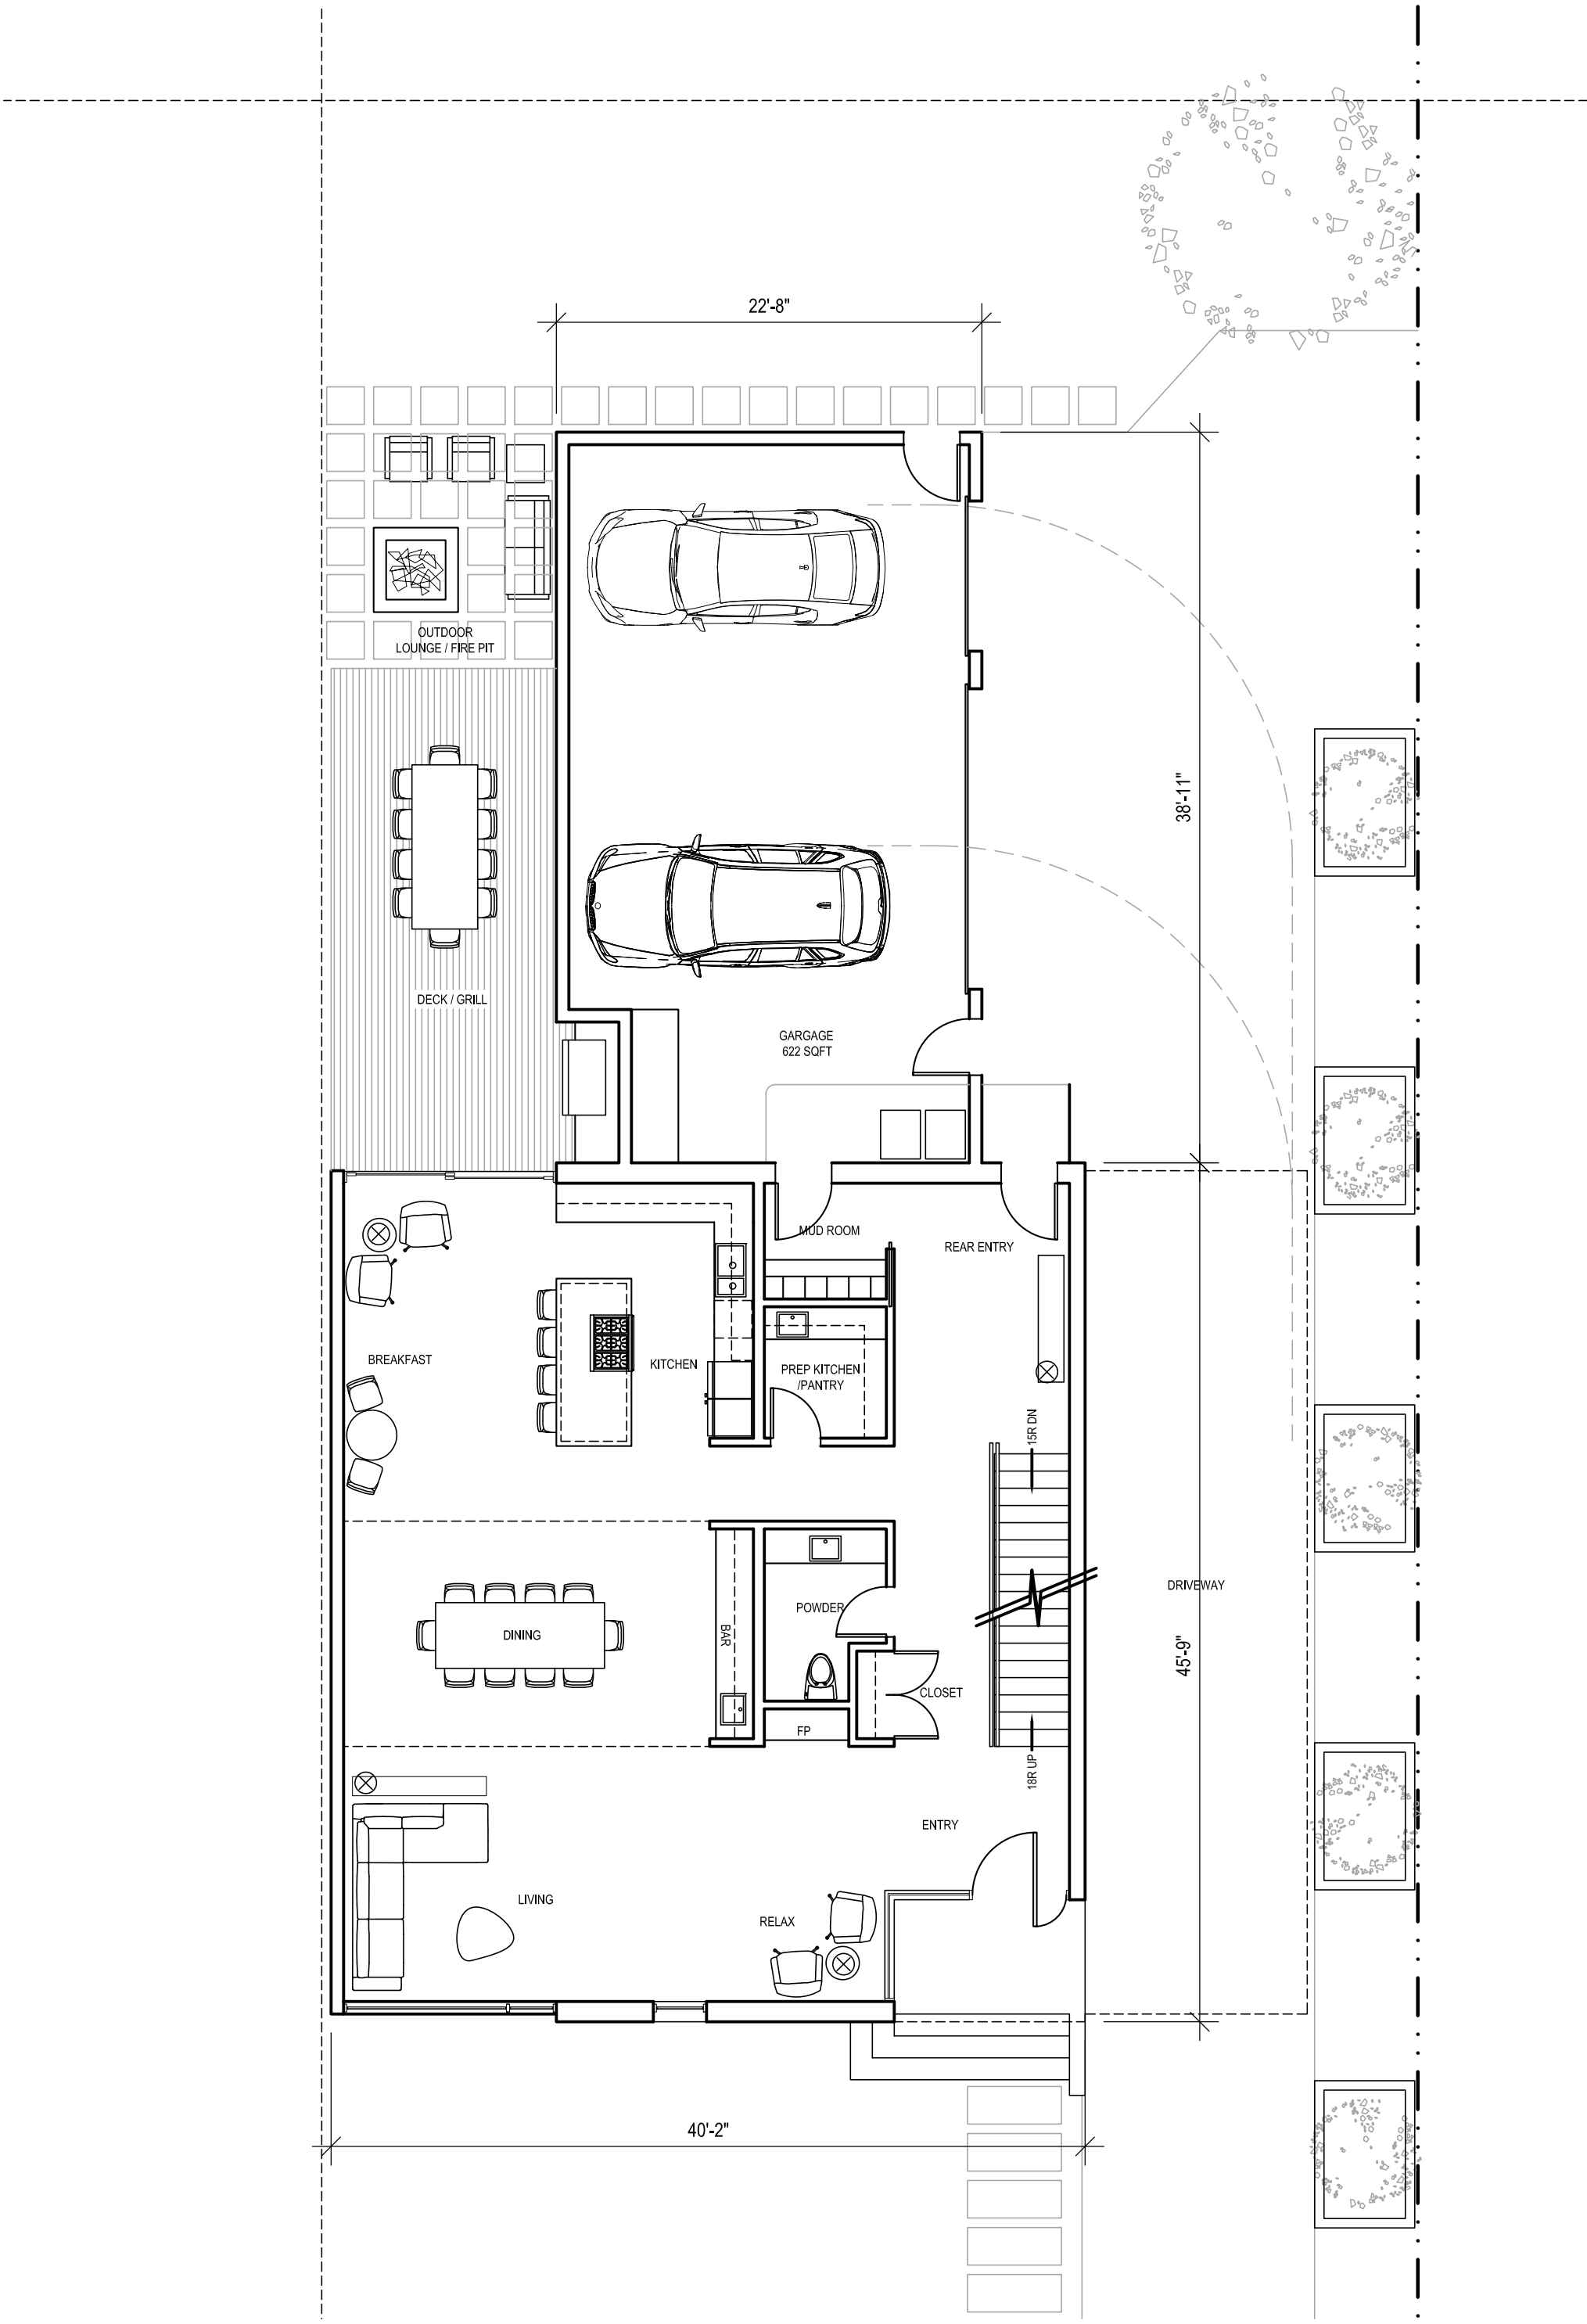 22'-8"
OUTDOOR
LOUNGE / FIRE PIT
38'-11"
DECK / GRILL
GARGAGE
622 SQFT
MUD ROOM
REAR ENTRY
BREAKFAST
KITCHEN
PREP KITCHEN
/PANTRY
15R DN
DRIVEWAY
POWDER
DINING
BAR
45'-9"
CLOSET
FP
18R UP
ENTRY
LIVING
RELAX
40'-2"